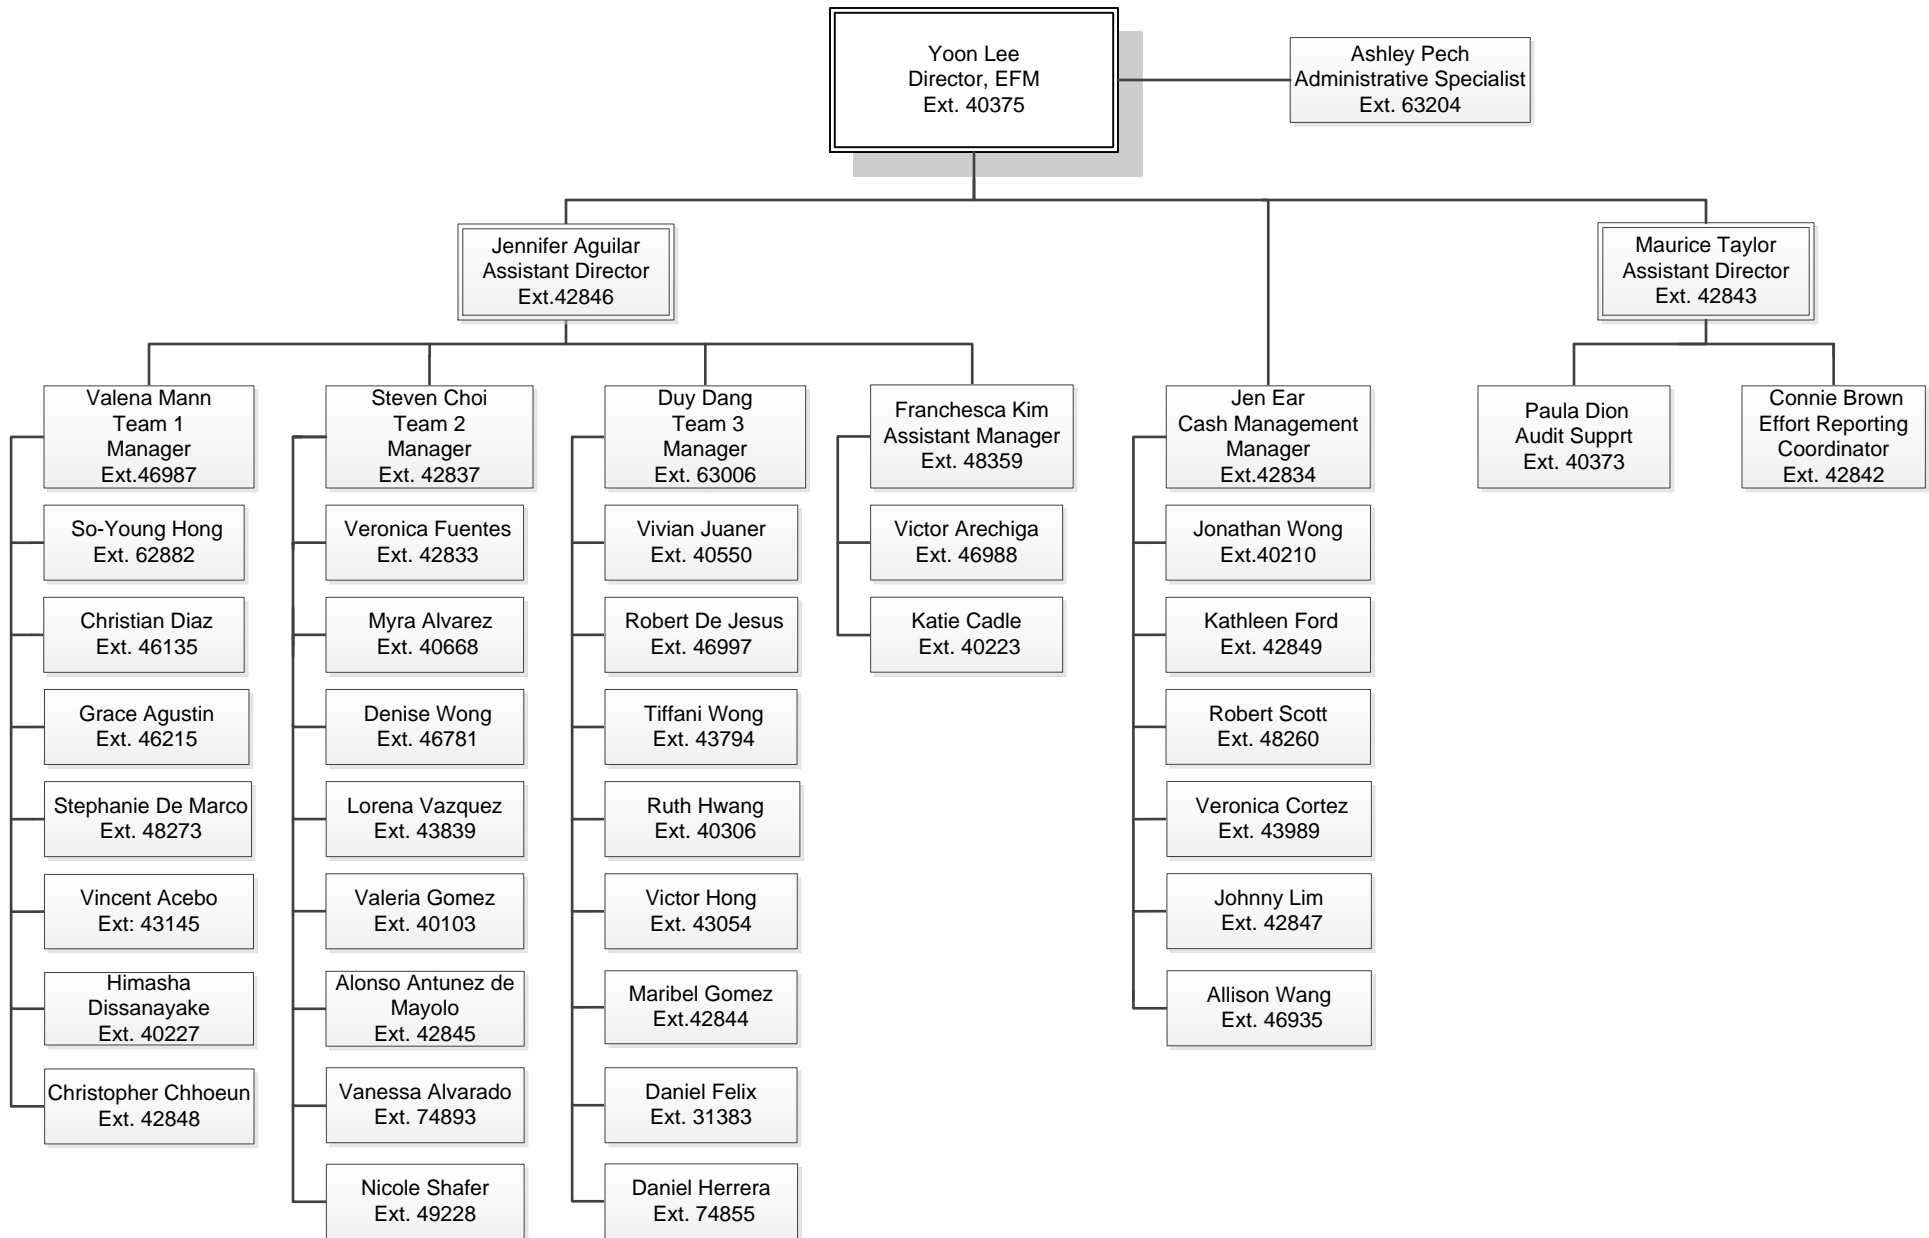 Yoon Lee
Director, EFM
Ext. 40375
Ashley Pech
Administrative Specialist
Ext. 63204
Jennifer Aguilar
Assistant Director
Ext.42846
Maurice Taylor
Assistant Director
Ext. 42843
Valena Mann
Team 1
Manager
Ext.46987
So-Young Hong
Ext. 62882
Christian Diaz
Ext. 46135
Grace Agustin
Ext. 46215
Stephanie De Marco
Ext. 48273
Vincent Acebo
Ext: 43145
Himasha
Dissanayake
Ext. 40227
Christopher Chhoeun
Ext. 42848
Steven Choi
Team 2
Manager
Ext. 42837
Veronica Fuentes
Ext. 42833
Myra Alvarez
Ext. 40668
Denise Wong
Ext. 46781
Lorena Vazquez
Ext. 43839
Valeria Gomez
Ext. 40103
Alonso Antunez de
Mayolo
Ext. 42845
Vanessa Alvarado
Ext. 74893
Nicole Shafer
Ext. 49228
Duy Dang
Team 3
Manager
Ext. 63006
Vivian Juaner
Ext. 40550
Robert De Jesus
Ext. 46997
Tiffani Wong
Ext. 43794
Ruth Hwang
Ext. 40306
Victor Hong
Ext. 43054
Maribel Gomez
Ext.42844
Daniel Felix
Ext. 31383
Daniel Herrera
Ext. 74855
Franchesca Kim
Assistant Manager
Ext. 48359
Victor Arechiga
Ext. 46988
Katie Cadle
Ext. 40223
Jen Ear
Cash Management
Manager
Ext.42834
Jonathan Wong
Ext.40210
Kathleen Ford
Ext. 42849
Robert Scott
Ext. 48260
Veronica Cortez
Ext. 43989
Johnny Lim
Ext. 42847
Allison Wang
Ext. 46935
Paula Dion
Audit Supprt
Ext. 40373
Connie Brown
Effort Reporting
Coordinator
Ext. 42842